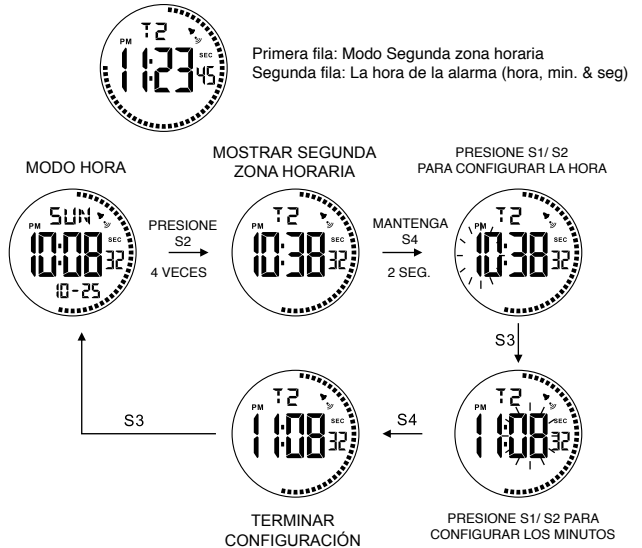 T2
PM
SEC
11:23 45
Primera fila: Modo Segunda zona horaria
Segunda fila: La hora de la alarma (hora, min. & seg)
MODO HORA
SUN
PM
SEC
10:08 32
10-25
PRESIONE
S2
4 VECES
MOSTRAR SEGUNDA
ZONA HORARIA
T2
PM
SEC
10:38 32
MANTENGA
S4
2 SEG.
PRESIONE S1/ S2
PARA CONFIGURAR LA HORA
T2
PM
SEC
10:38 32
S3
T2
PM
SEC
11:08 32
PRESIONE S1/ S2 PARA
CONFIGURAR LOS MINUTOS
S4
T2
PM
SEC
11:08 32
TERMINAR
CONFIGURACIÓN
S3